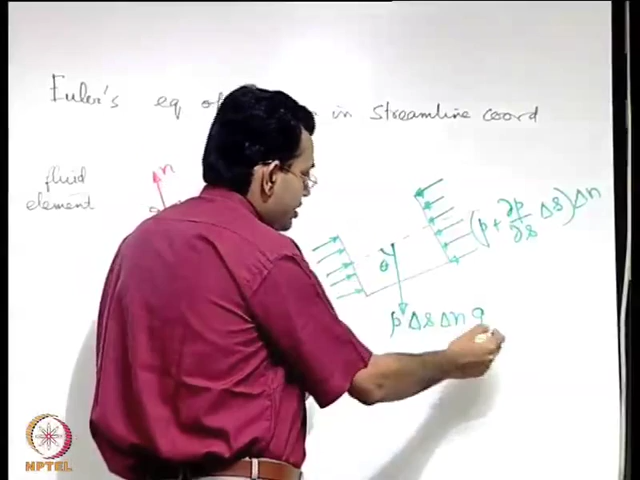 Euler's eq of in Streamline coord
fluid
element
n
(p + ∂p/∂s Δs) Δn
θ
ρ Δs Δn g
NPTEL